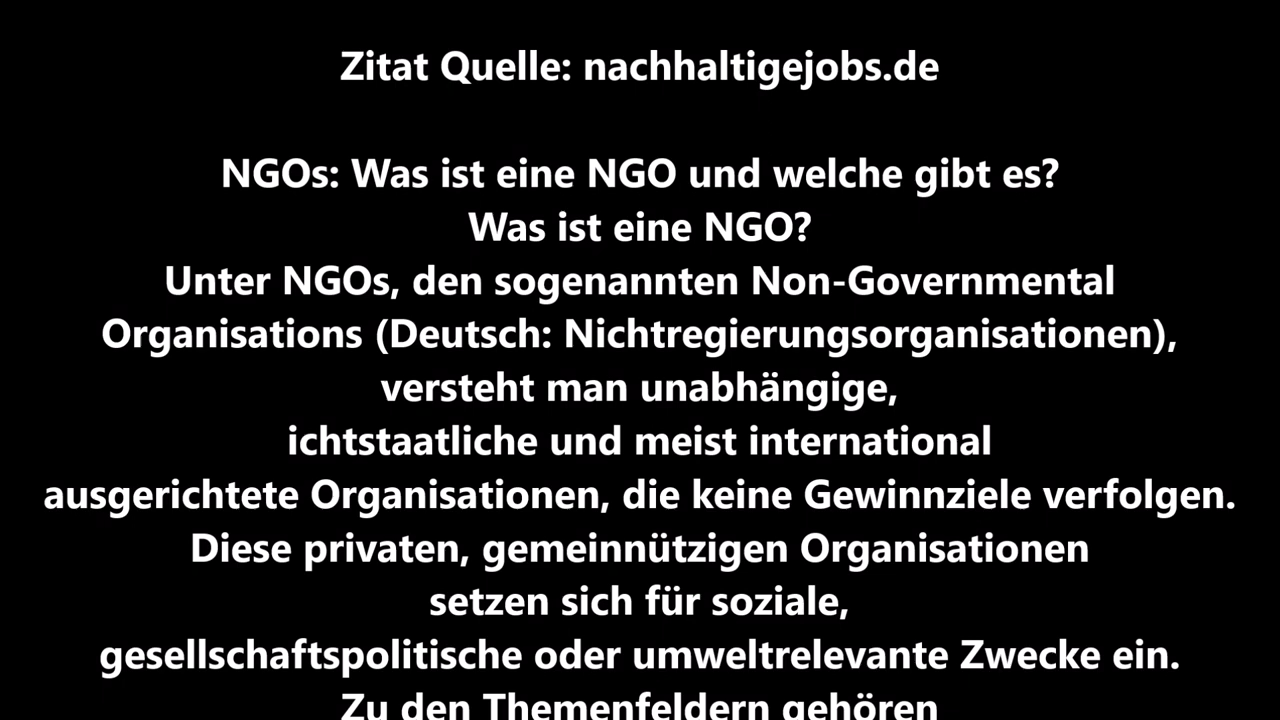 Zitat Quelle: nachhaltigejobs.de
NGOs: Was ist eine NGO und welche gibt es?
Was ist eine NGO?
Unter NGOs, den sogenannten Non-Governmental
Organisations (Deutsch: Nichtregierungsorganisationen),
versteht man unabhängige,
ichtstaatliche und meist international
ausgerichtete Organisationen, die keine Gewinnziele verfolgen.
Diese privaten, gemeinnützigen Organisationen
setzen sich für soziale,
gesellschaftspolitische oder umweltrelevante Zwecke ein.
Zu den Themenfeldern gehören